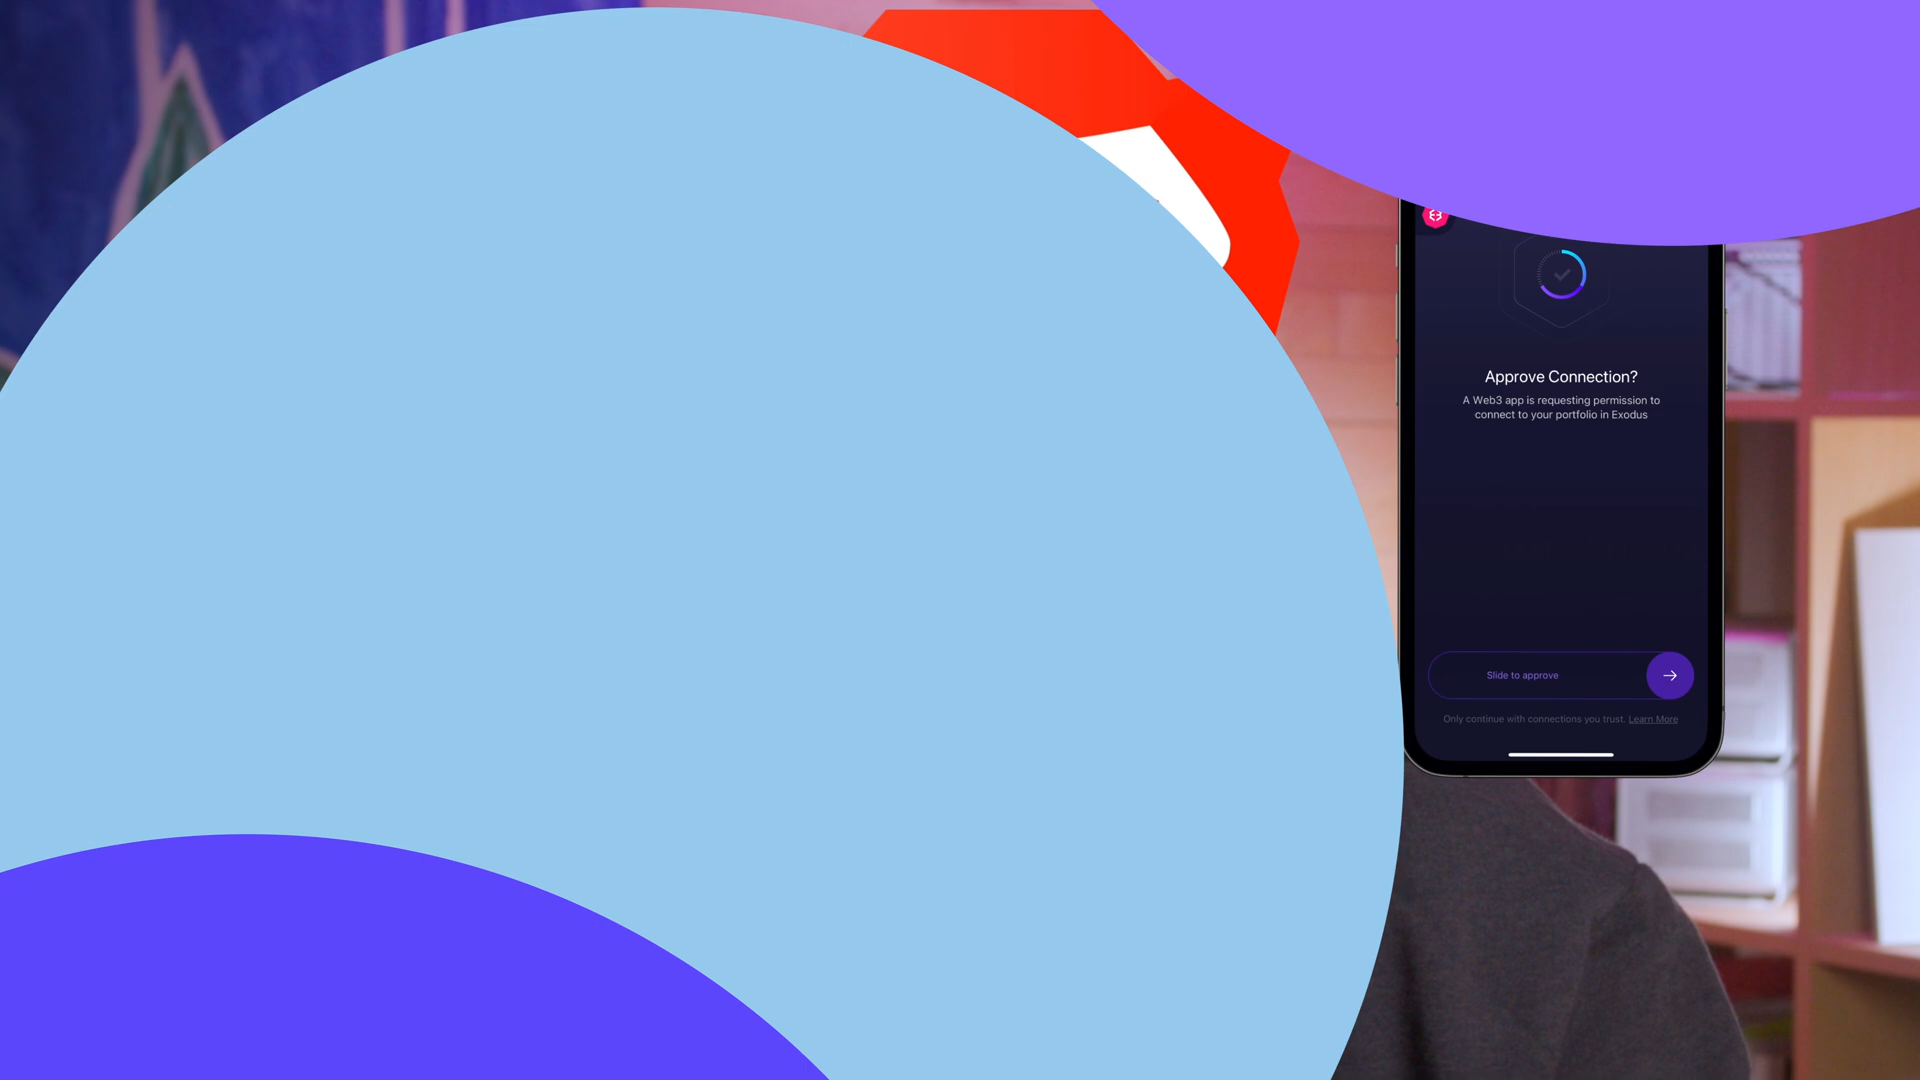 Approve Connection?
A Web3 app is requesting permission to
connect to your portfolio in Exodus
Slide to approve
Only continue with connections you trust. Learn More